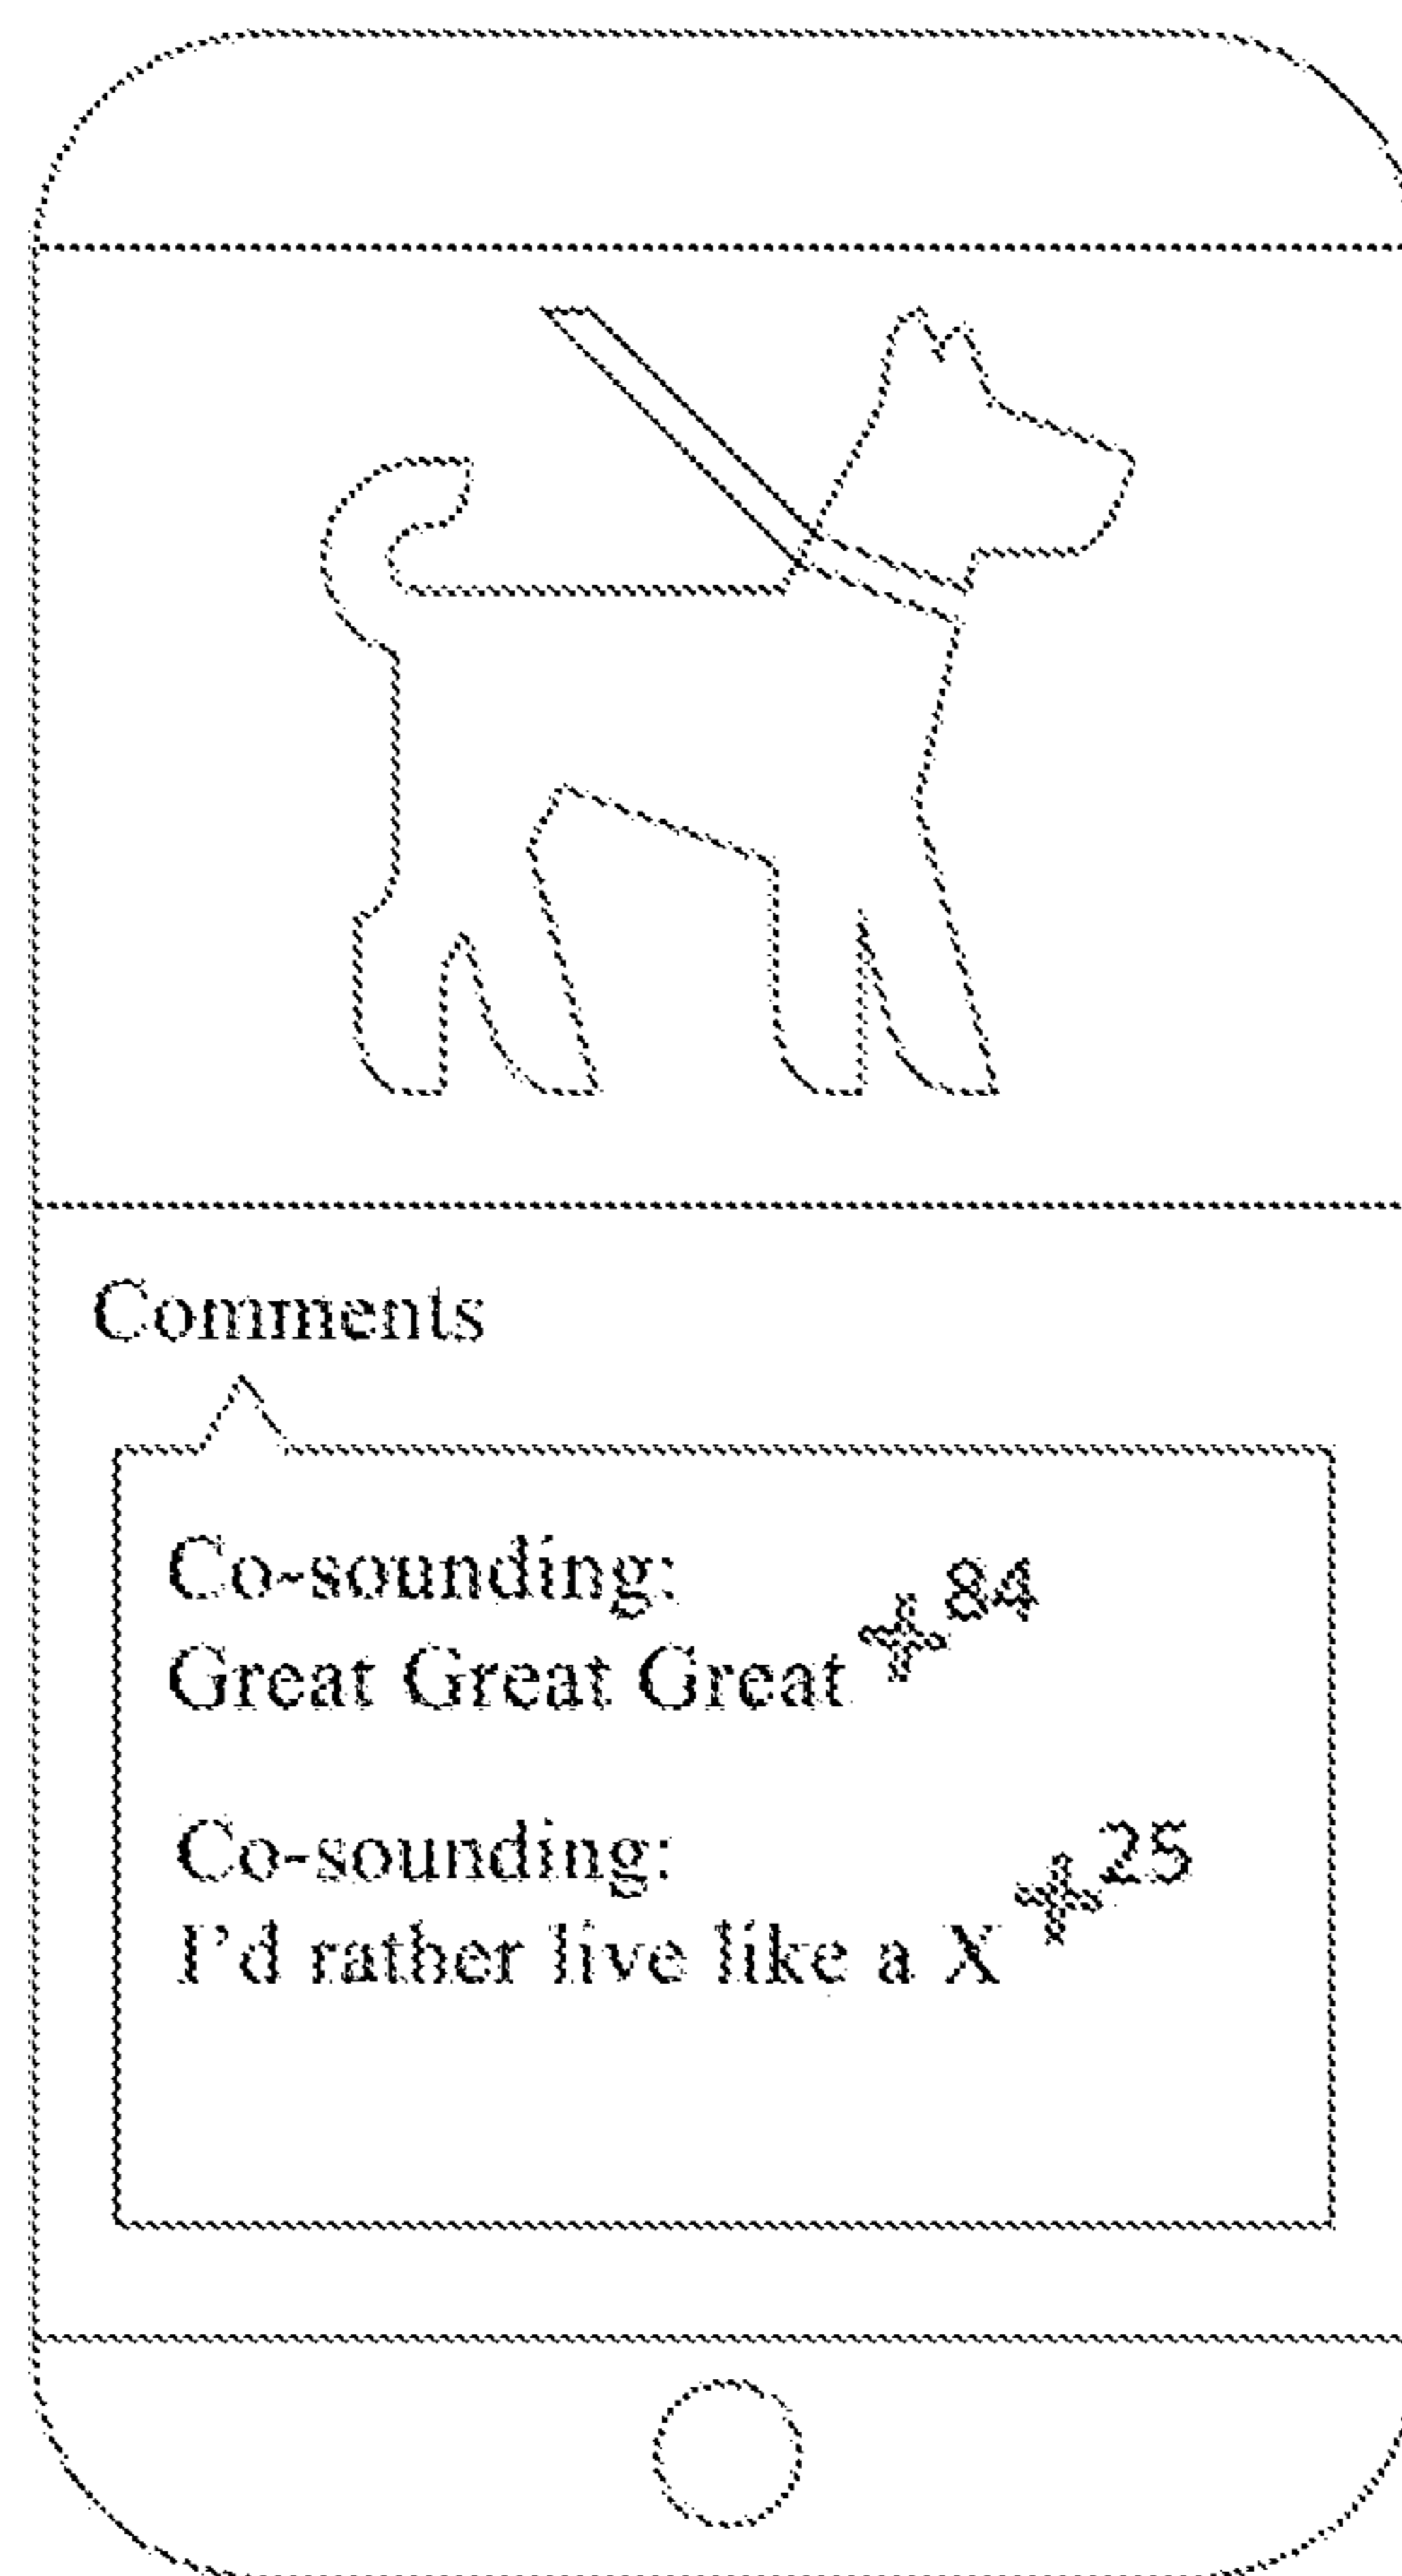 Comments
Co-sounding:
Great Great Great +84
Co-sounding:
I'd rather live like a X +25